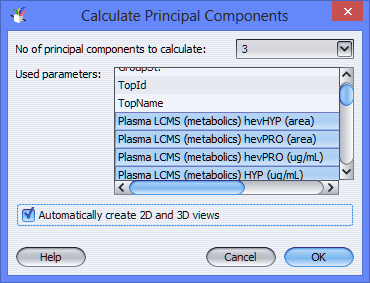 Calculate Principal Components
No of principal components to calculate: 3
Used parameters:
TopId
TopName
Plasma LCMS (metabolics) hevHYP (area)
Plasma LCMS (metabolics) hevPRO (area)
Plasma LCMS (metabolics) hevPRO (ug/mL)
Plasma LCMS (metabolics) HYP (ug/mL)
Automatically create 2D and 3D views
Help Cancel OK